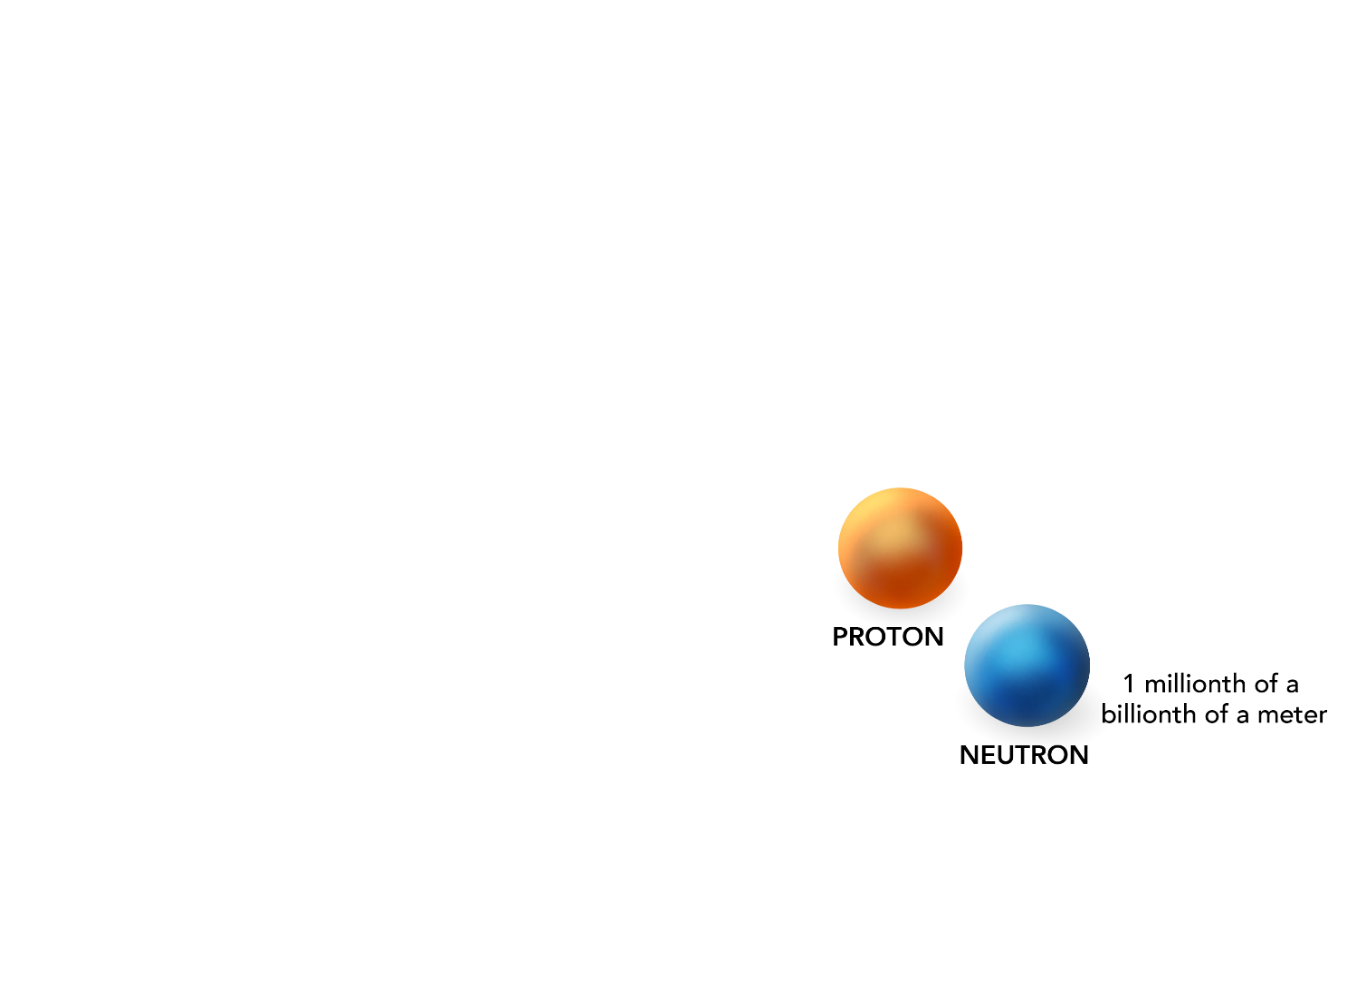 PROTON
NEUTRON
1 millionth of a
billionth of a meter